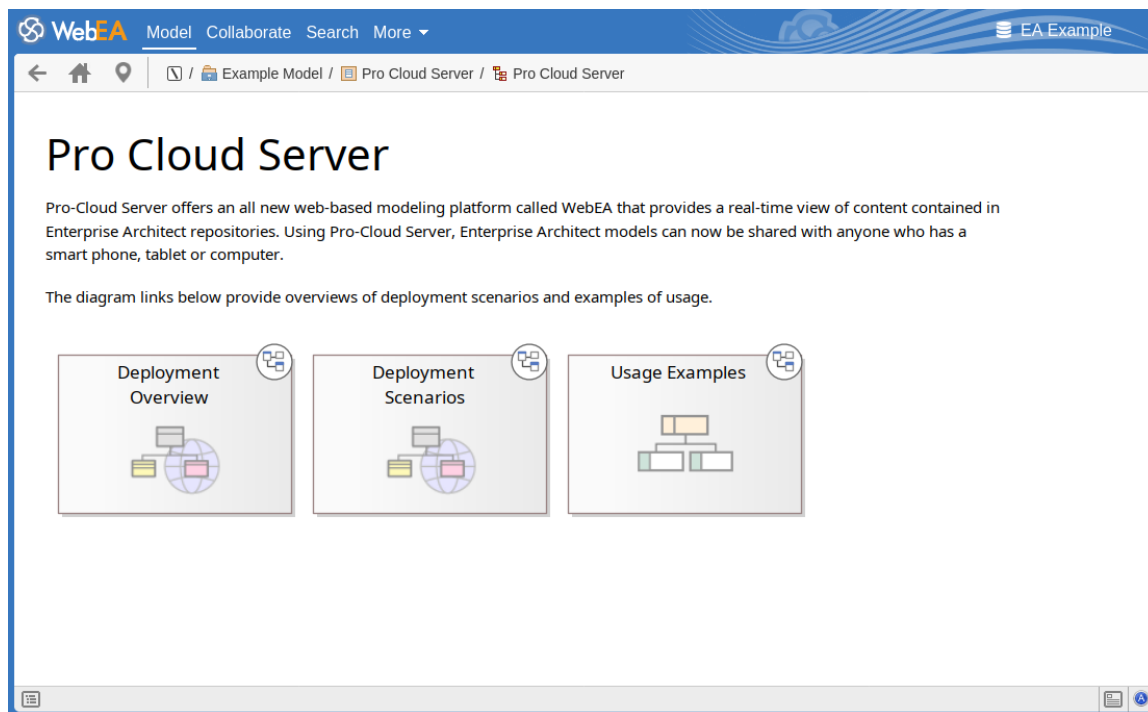 WebEA Model Collaborate Search More EA Example
/ Example Model / Pro Cloud Server / Pro Cloud Server
Pro Cloud Server
Pro-Cloud Server offers an all new web-based modeling platform called WebEA that provides a real-time view of content contained in
Enterprise Architect repositories. Using Pro-Cloud Server, Enterprise Architect models can now be shared with anyone who has a
smart phone, tablet or computer.
The diagram links below provide overviews of deployment scenarios and examples of usage.
Deployment
Overview
Deployment
Scenarios
Usage Examples
A